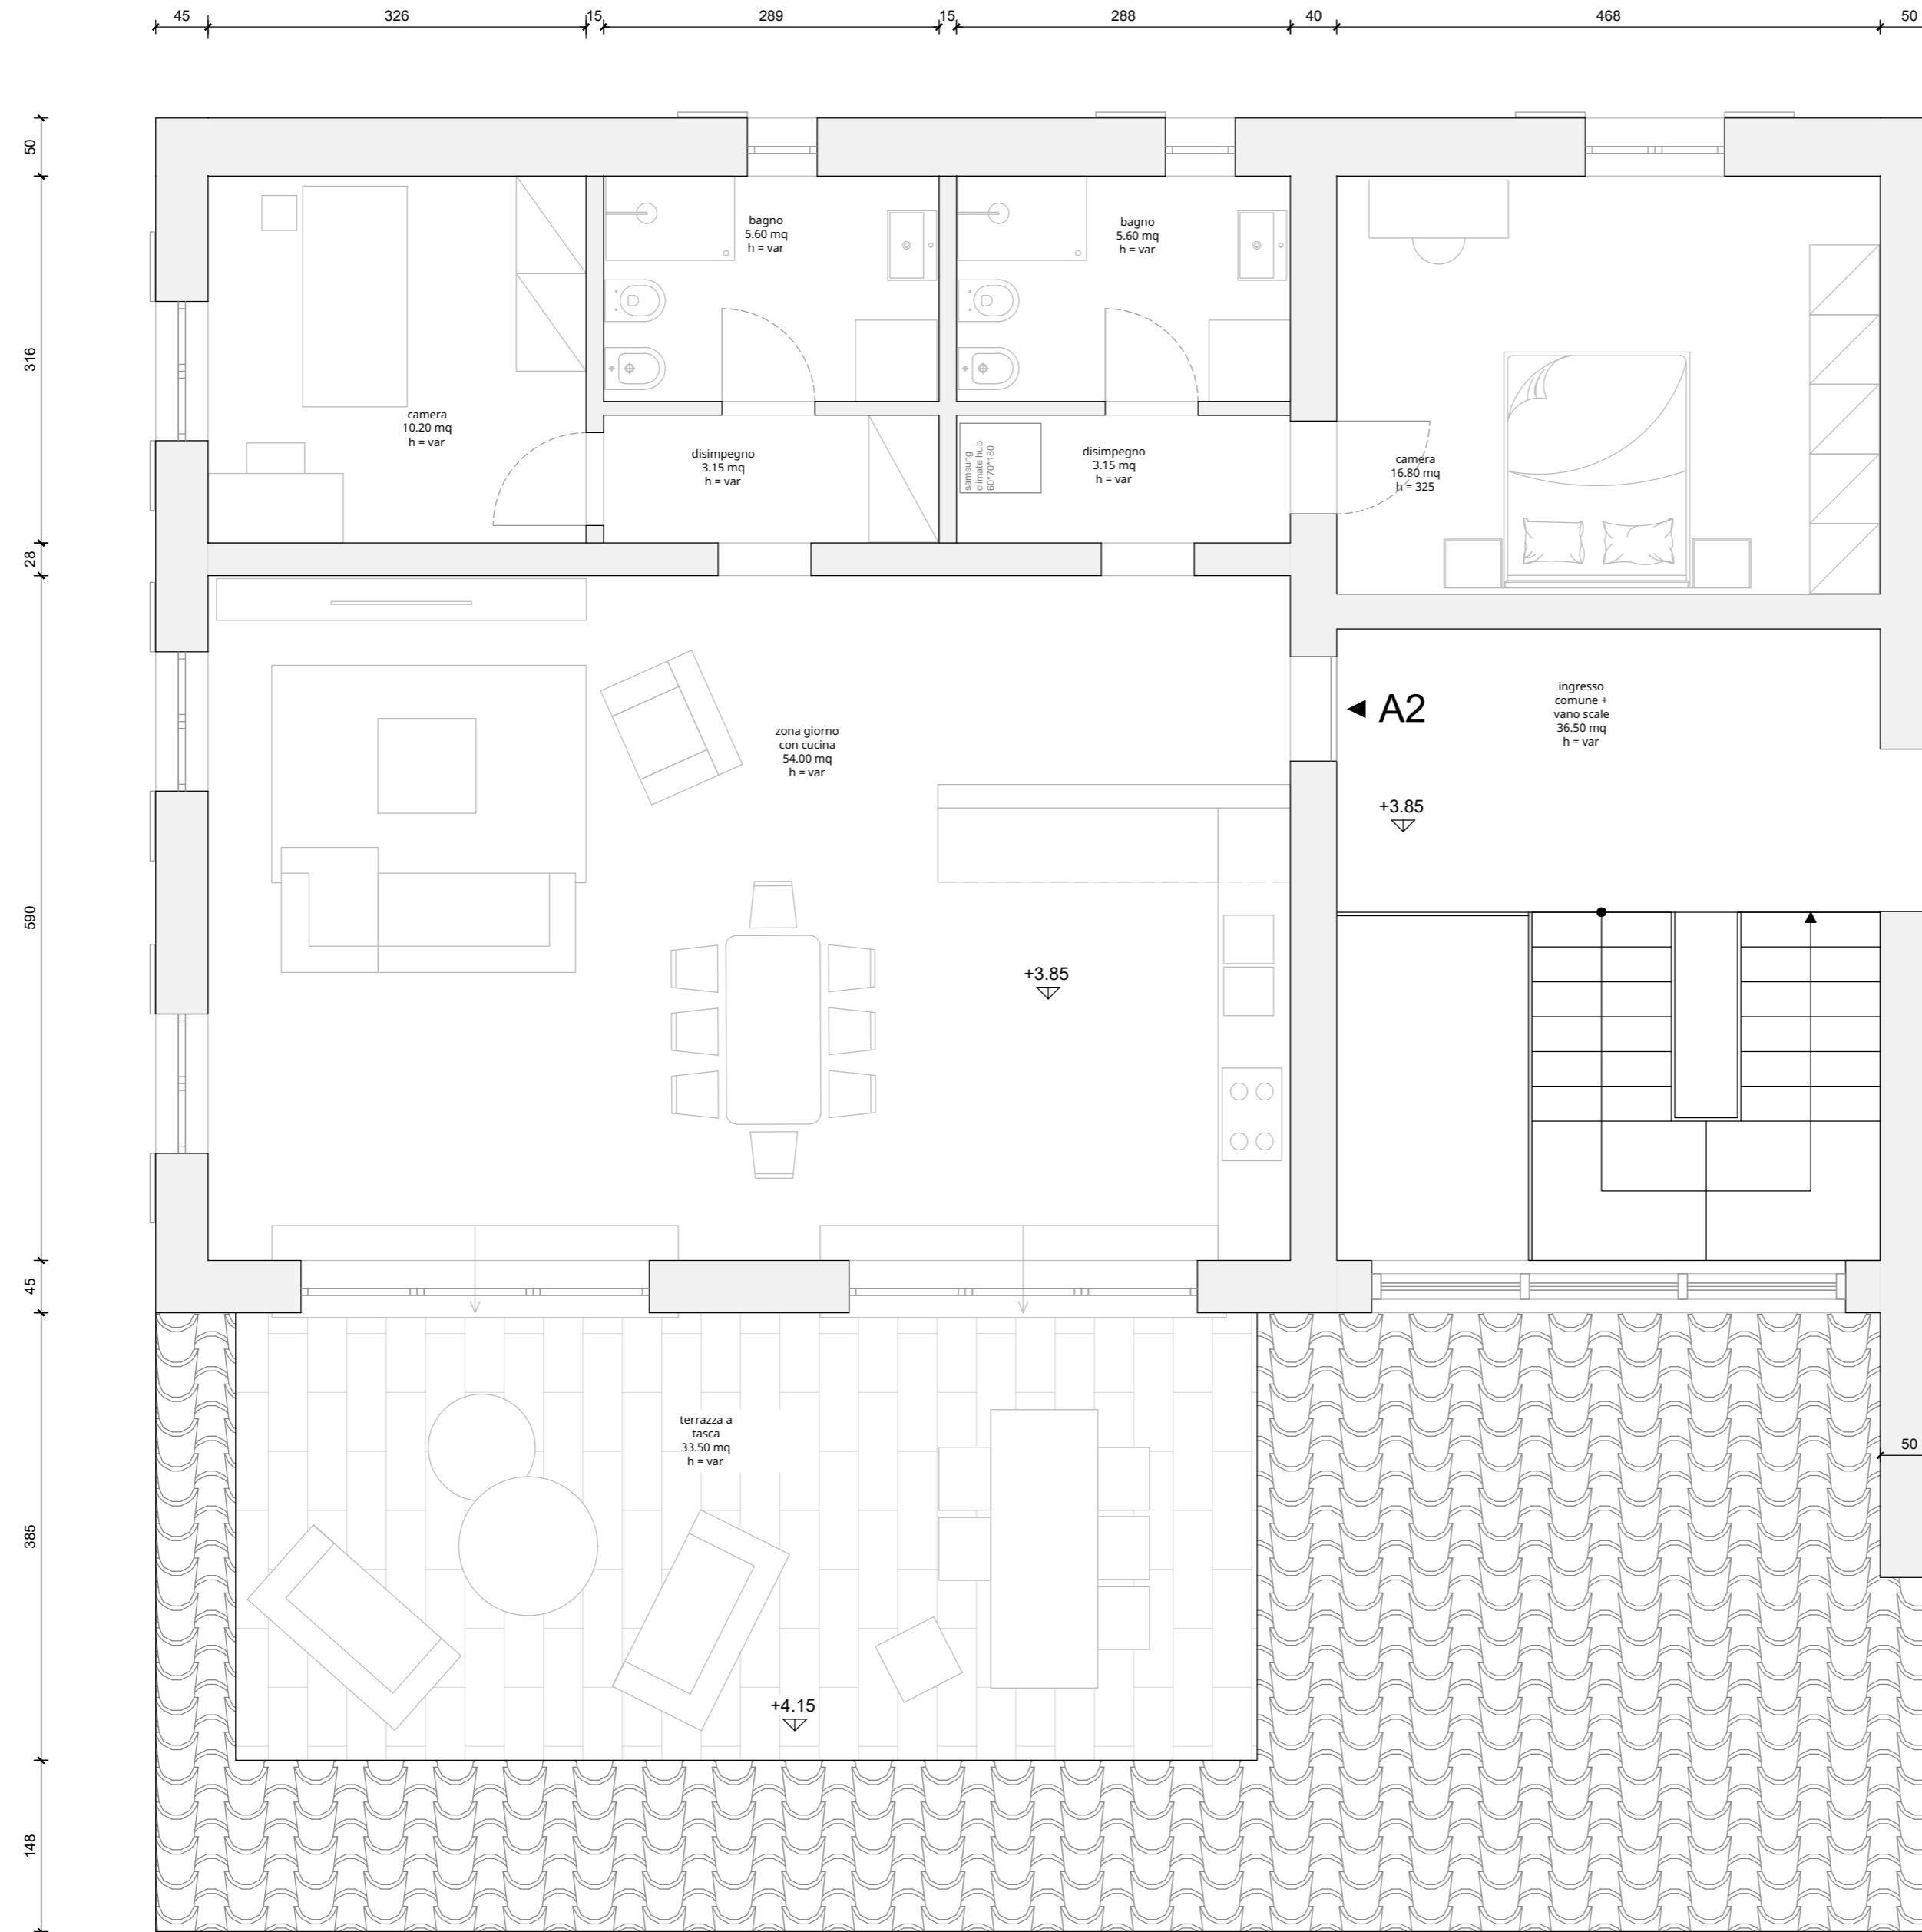 45
326
15
289
15
288
40
468
50
50
316
28
590
45
385
148
bagno
5.60 mq
h = var
bagno
5.60 mq
h = var
camera
10.20 mq
h = var
disimpegno
3.15 mq
h = var
samsung
climate hub
60*70*180
disimpegno
3.15 mq
h = var
camera
16.80 mq
h = 325
zona giorno
con cucina
54.00 mq
h = var
A2
ingresso
comune +
vano scale
36.50 mq
h = var
+3.85
+3.85
terrazza a
tasca
33.50 mq
h = var
50
+4.15